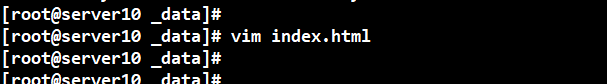 [root@server10 _data]#
[root@server10 _data]# vim index.html
[root@server10 _data]#
[root@server10 _data]#